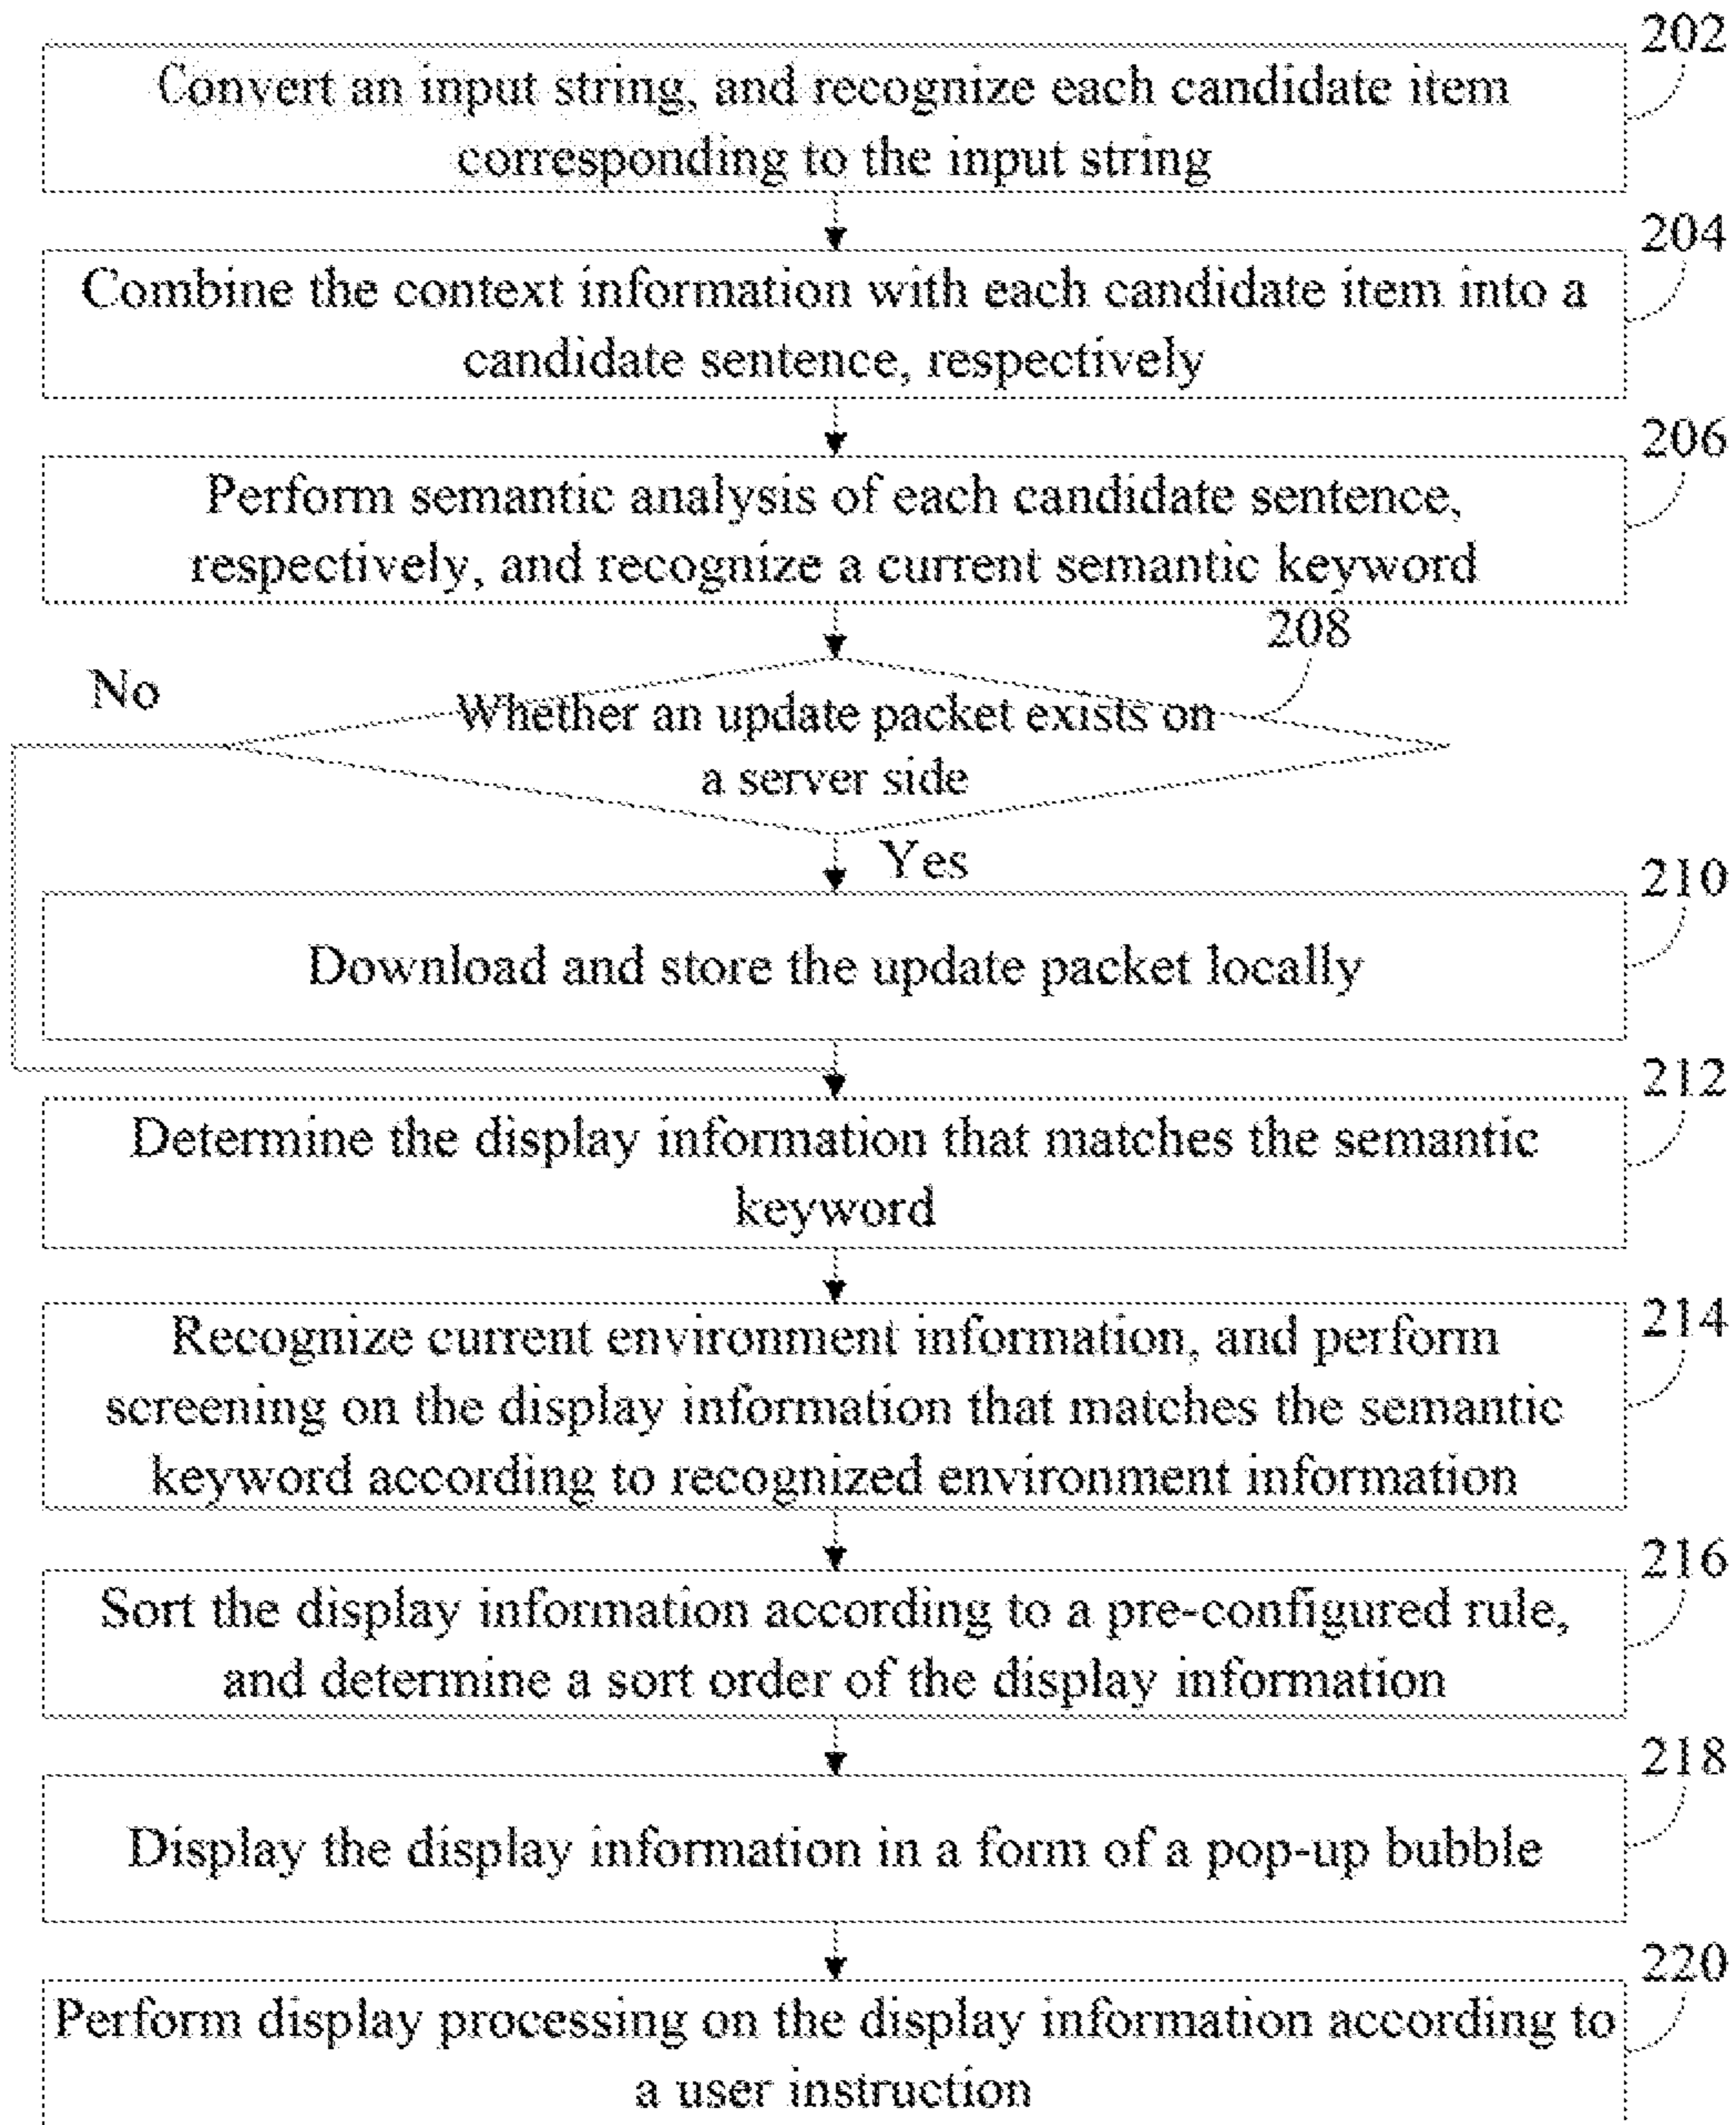 202
Convert an input string, and recognize each candidate item
corresponding to the input string
204
Combine the context information with each candidate item into a
candidate sentence, respectively
206
Perform semantic analysis of each candidate sentence,
respectively, and recognize a current semantic keyword
208
No
Whether an update packet exists on
a server side
Yes
210
Download and store the update packet locally
212
Determine the display information that matches the semantic
keyword
214
Recognize current environment information, and perform
screening on the display information that matches the semantic
keyword according to recognized environment information
216
Sort the display information according to a pre-configured rule,
and determine a sort order of the display information
218
Display the display information in a form of a pop-up bubble
220
Perform display processing on the display information according to
a user instruction